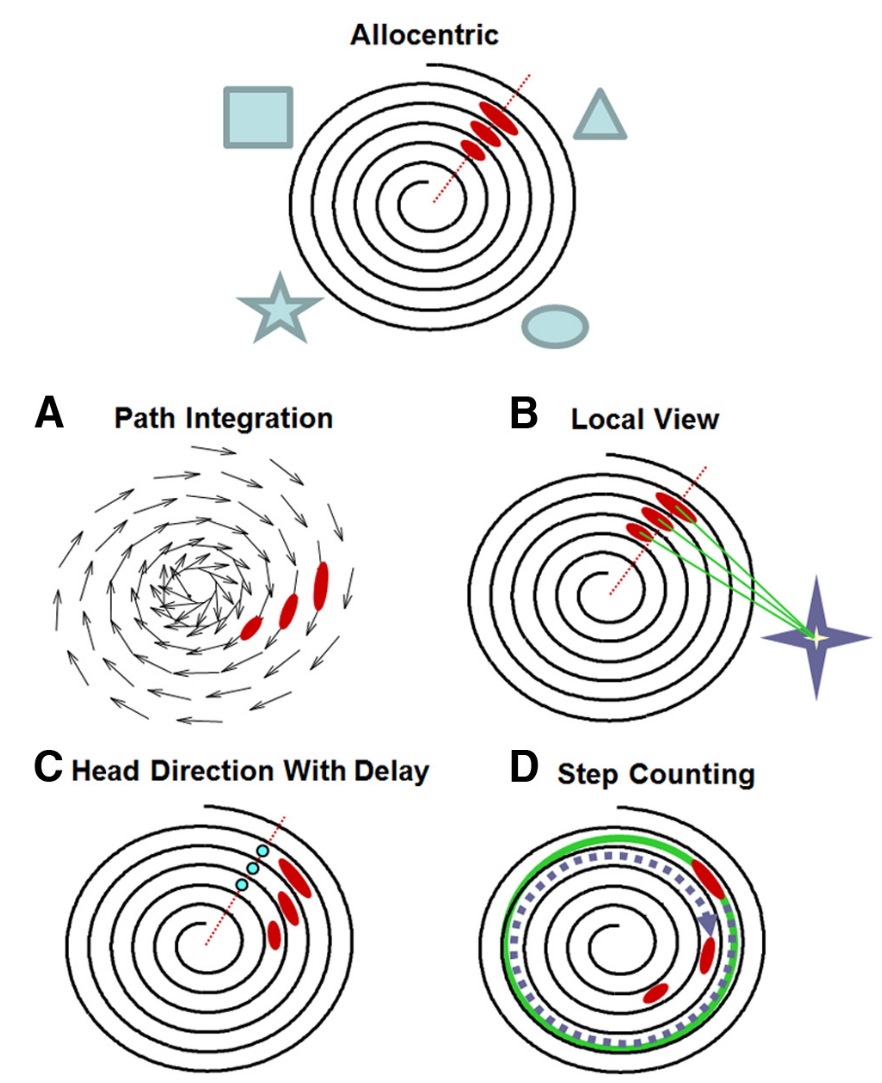 Allocentric
A Path Integration
B Local View
C Head Direction With Delay
D Step Counting